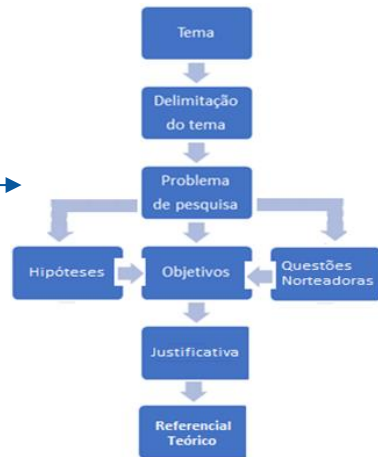 Tema
Delimitação
do tema
Problema
de pesquisa
Hipóteses
Objetivos
Questões
Norteadoras
Justificativa
Referencial
Teórico